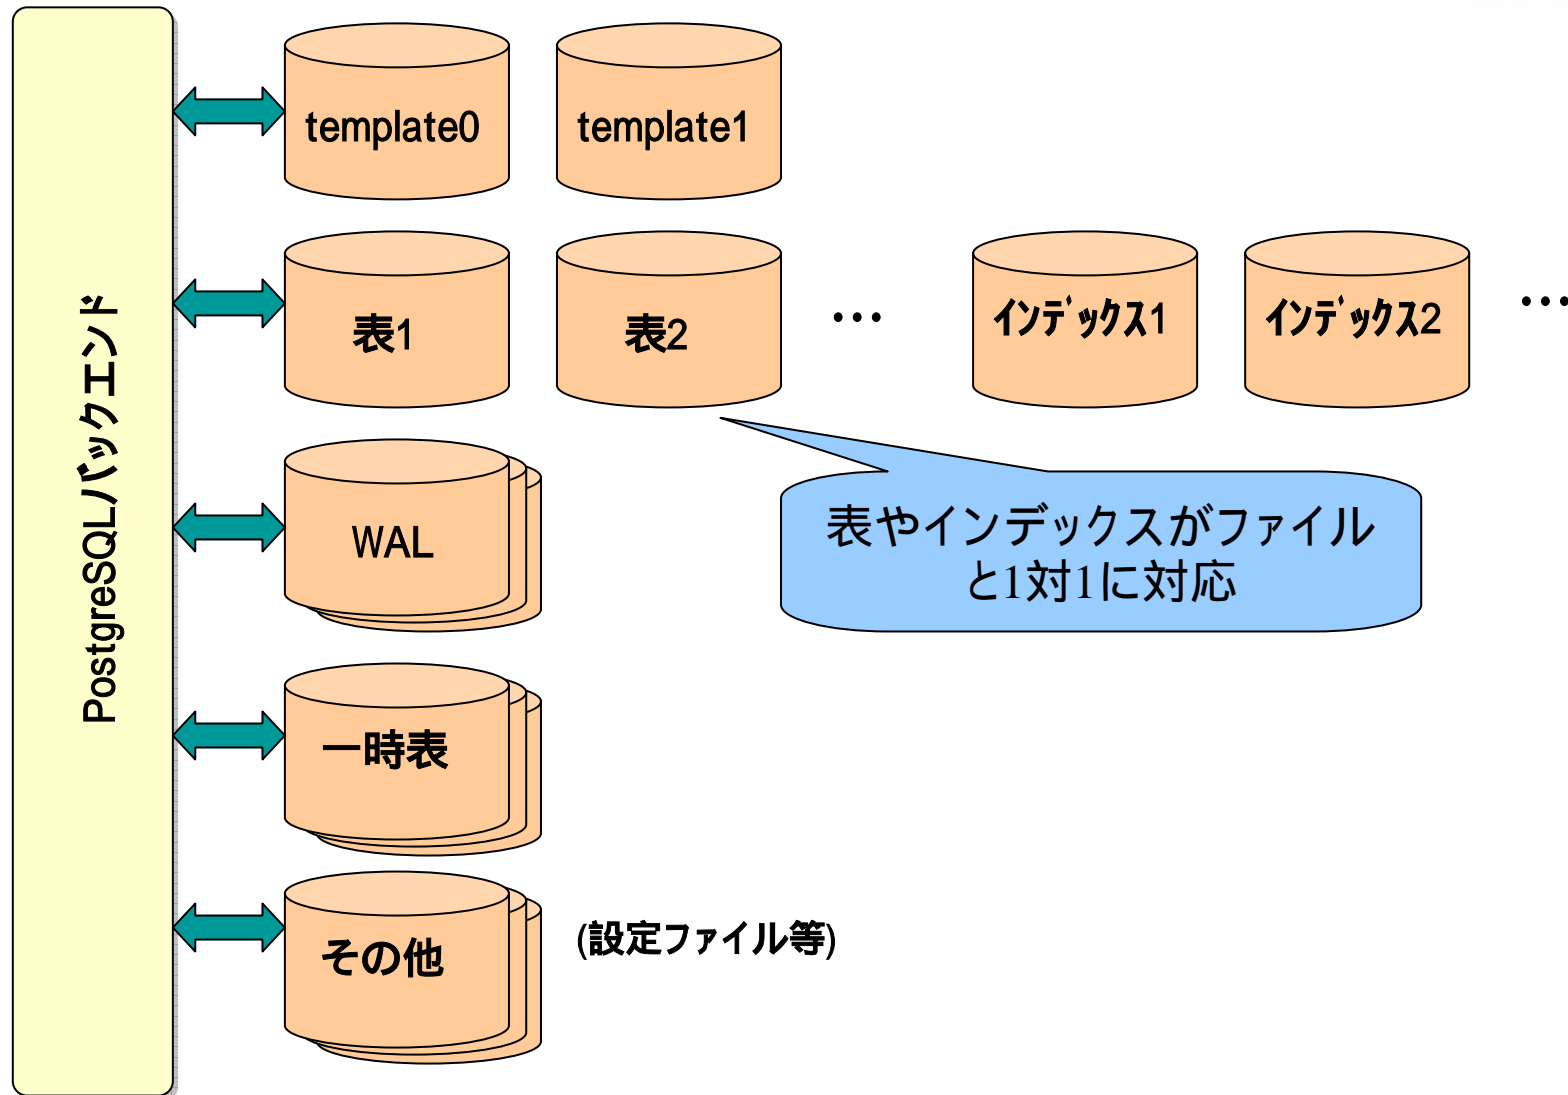 PostgreSQLバックエンド
template0
template1
表1
表2
…
ｲﾝﾃﾞｯｸｽ1
ｲﾝﾃﾞｯｸｽ2
…
WAL
表やインデックスがファイル
と1対1に対応
一時表
その他
(設定ファイル等)